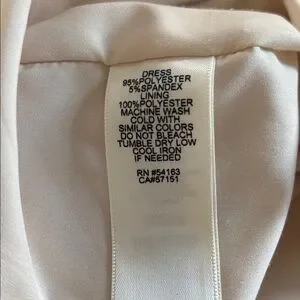 DRESS
95%POLYESTER
5%SPANDEX
LINING
100%POLYESTER
MACHINE WASH
COLD WITH
SIMILAR COLORS
DO NOT BLEACH
TUMBLE DRY LOW
COOL IRON
IF NEEDED
RN #54163
CA#57151